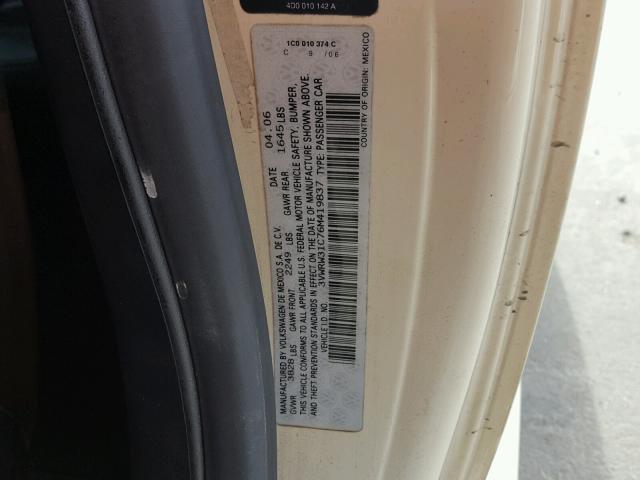 4D0 010 142 A
1C0 010 374 C
C 9 /06
MANUFACTURED BY VOLKSWAGEN DE MEXICO S.A. DE C.V. DATE 04.06
GVWR 3828 LBS GAWR FRONT 2249 LBS GAWR REAR 1645 LBS
THIS VEHICLE CONFORMS TO ALL APPLICABLE U.S. FEDERAL MOTOR VEHICLE SAFETY, BUMPER,
AND THEFT PREVENTION STANDARDS IN EFFECT ON THE DATE OF MANUFACTURE SHOWN ABOVE.
VEHICLE I.D. NO. 3VWRW31C76M419837 TYPE: PASSENGER CAR
COUNTRY OF ORIGIN: MEXICO